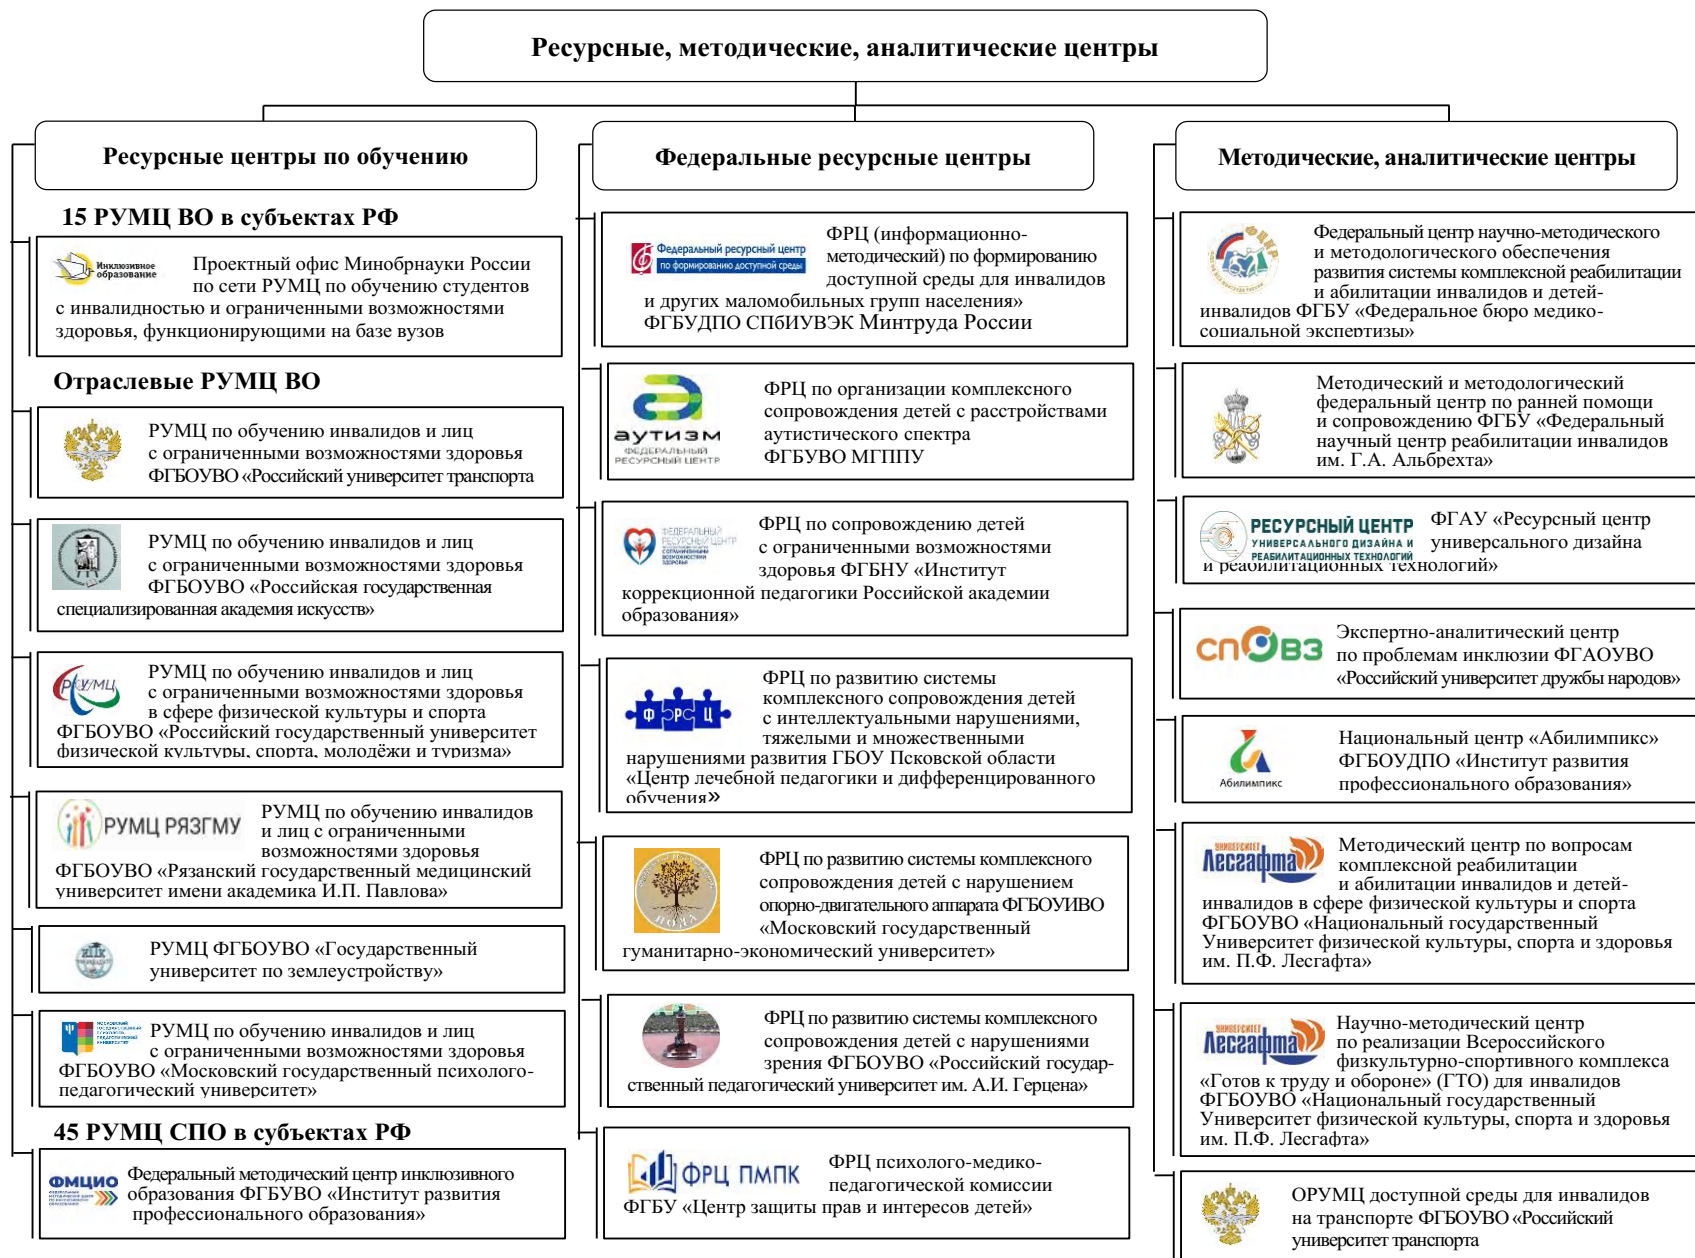 Ресурсные, методические, аналитические центры
Ресурсные центры по обучению
15 РУМЦ ВО в субъектах РФ
Инклюзивное
образование
Проектный офис Минобрнауки России
по сети РУМЦ по обучению студентов
с инвалидностью и ограниченными возможностями
здоровья, функционирующими на базе вузов
Отраслевые РУМЦ ВО
РУМЦ по обучению инвалидов и лиц
с ограниченными возможностями здоровья
ФГБОУВО «Российский университет транспорта
РУМЦ по обучению инвалидов и лиц
с ограниченными возможностями здоровья
ФГБОУВО «Российская государственная
специализированная академия искусств»
РУМЦ
РУМЦ по обучению инвалидов и лиц
с ограниченными возможностями здоровья
в сфере физической культуры и спорта
ФГБОУВО «Российский государственный университет
физической культуры, спорта, молодёжи и туризма»
РУМЦ РЯЗГМУ
РУМЦ по обучению инвалидов
и лиц с ограниченными
возможностями здоровья
ФГБОУВО «Рязанский государственный медицинский
университет имени академика И.П. Павлова»
РУМЦ ФГБОУВО «Государственный
университет по землеустройству»
МОСКОВСКИЙ
ГОСУДАРСТВЕННЫЙ
ПСИХОЛОГО-
ПЕДАГОГИЧЕСКИЙ
УНИВЕРСИТЕТ
РУМЦ по обучению инвалидов и лиц
с ограниченными возможностями здоровья
ФГБОУВО «Московский государственный психолого-
педагогический университет»
45 РУМЦ СПО в субъектах РФ
ФМЦИО
Федеральный методический центр инклюзивного
образования ФГБУВО «Институт развития
профессионального образования»
Федеральные ресурсные центры
Федеральный ресурсный центр
по формированию доступной среды
ФРЦ (информационно-
методический) по формированию
доступной среды для инвалидов
и других маломобильных групп населения»
ФГБУДПО СПбИУВЭК Минтруда России
аутизм
ФЕДЕРАЛЬНЫЙ
РЕСУРСНЫЙ ЦЕНТР
ФРЦ по организации комплексного
сопровождения детей с расстройствами
аутистического спектра
ФГБУВО МГППУ
ФЕДЕРАЛЬНЫЙ
РЕСУРСНЫЙ ЦЕНТР
С ОГРАНИЧЕННЫМИ
ВОЗМОЖНОСТЯМИ
ЗДОРОВЬЯ
ФРЦ по сопровождению детей
с ограниченными возможностями
здоровья ФГБНУ «Институт
коррекционной педагогики Российской академии
образования»
Ф Р Ц
ФРЦ по развитию системы
комплексного сопровождения детей
с интеллектуальными нарушениями,
тяжелыми и множественными
нарушениями развития ГБОУ Псковской области
«Центр лечебной педагогики и дифференцированного
обучения»
НОДА
ФРЦ по развитию системы комплексного
сопровождения детей с нарушением
опорно-двигательного аппарата ФГБОУИВО
«Московский государственный
гуманитарно-экономический университет»
ФРЦ по развитию системы комплексного
сопровождения детей с нарушениями
зрения ФГБОУВО «Российский государ-
ственный педагогический университет им. А.И. Герцена»
ФРЦ ПМПК
ФРЦ психолого-медико-
педагогической комиссии
ФГБУ «Центр защиты прав и интересов детей»
Методические, аналитические центры
Федеральный центр научно-методического
и методологического обеспечения
развития системы комплексной реабилитации
и абилитации инвалидов и детей-
инвалидов ФГБУ «Федеральное бюро медико-
социальной экспертизы»
Методический и методологический
федеральный центр по ранней помощи
и сопровождению ФГБУ «Федеральный
научный центр реабилитации инвалидов
им. Г.А. Альбрехта»
РЕСУРСНЫЙ ЦЕНТР
УНИВЕРСАЛЬНОГО ДИЗАЙНА И
РЕАБИЛИТАЦИОННЫХ ТЕХНОЛОГИЙ
ФГАУ «Ресурсный центр
универсального дизайна
и реабилитационных технологий»
СПОВЗ
Экспертно-аналитический центр
по проблемам инклюзии ФГАОУВО
«Российский университет дружбы народов»
Абилимпикс
Национальный центр «Абилимпикс»
ФГБОУДПО «Институт развития
профессионального образования»
УНИВЕРСИТЕТ
Лесгафта
Методический центр по вопросам
комплексной реабилитации
и абилитации инвалидов и детей-
инвалидов в сфере физической культуры и спорта
ФГБОУВО «Национальный государственный
Университет физической культуры, спорта и здоровья
им. П.Ф. Лесгафта»
УНИВЕРСИТЕТ
Лесгафта
Научно-методический центр
по реализации Всероссийского
физкультурно-спортивного комплекса
«Готов к труду и обороне» (ГТО) для инвалидов
ФГБОУВО «Национальный государственный
Университет физической культуры, спорта и здоровья
им. П.Ф. Лесгафта»
ОРУМЦ доступной среды для инвалидов
на транспорте ФГБОУВО «Российский
университет транспорта